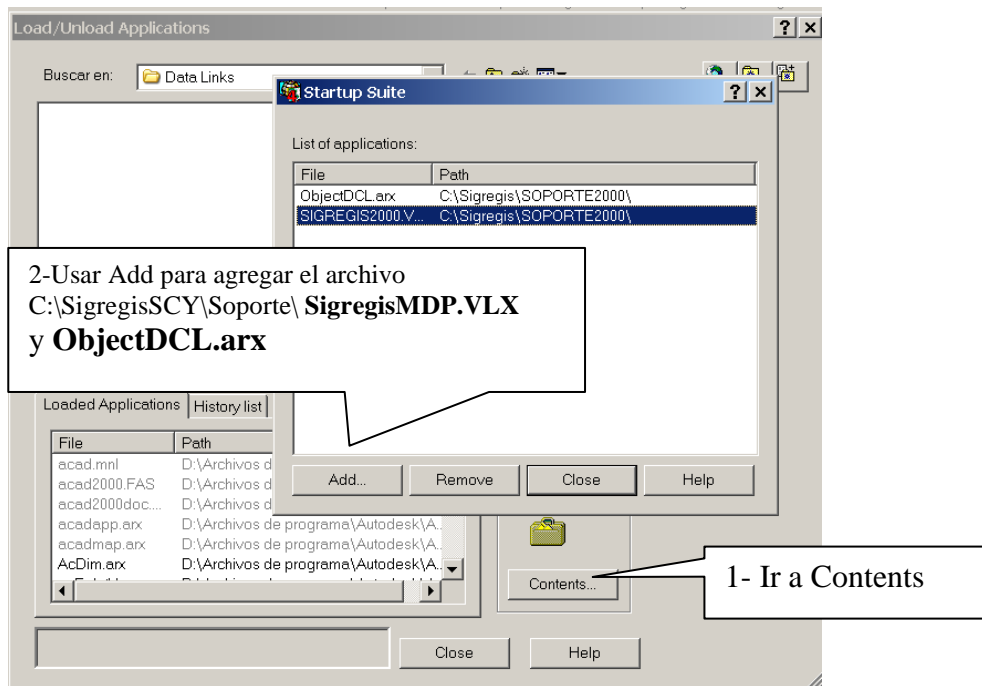 Load/Unload Applications
Buscar en: Data Links
Startup Suite
List of applications:
File Path
ObjectDCL.arx C:\Sigregis\SOPORTE2000\
SIGREGIS2000.V... C:\Sigregis\SOPORTE2000\
2-Usar Add para agregar el archivo
C:\SigregisSCY\Soporte\ SigregisMDP.VLX
y ObjectDCL.arx
Add... Remove Close Help
Loaded Applications History list
File Path
acad.mnl D:\Archivos d
acad2000.FAS D:\Archivos d
acad2000doc.... D:\Archivos d
acadapp.arx D:\Archivos de programa\Autodesk\A...
acadmap.arx D:\Archivos de programa\Autodesk\A...
AcDim.arx D:\Archivos de programa\Autodesk\A...
Contents...
1- Ir a Contents
Close Help